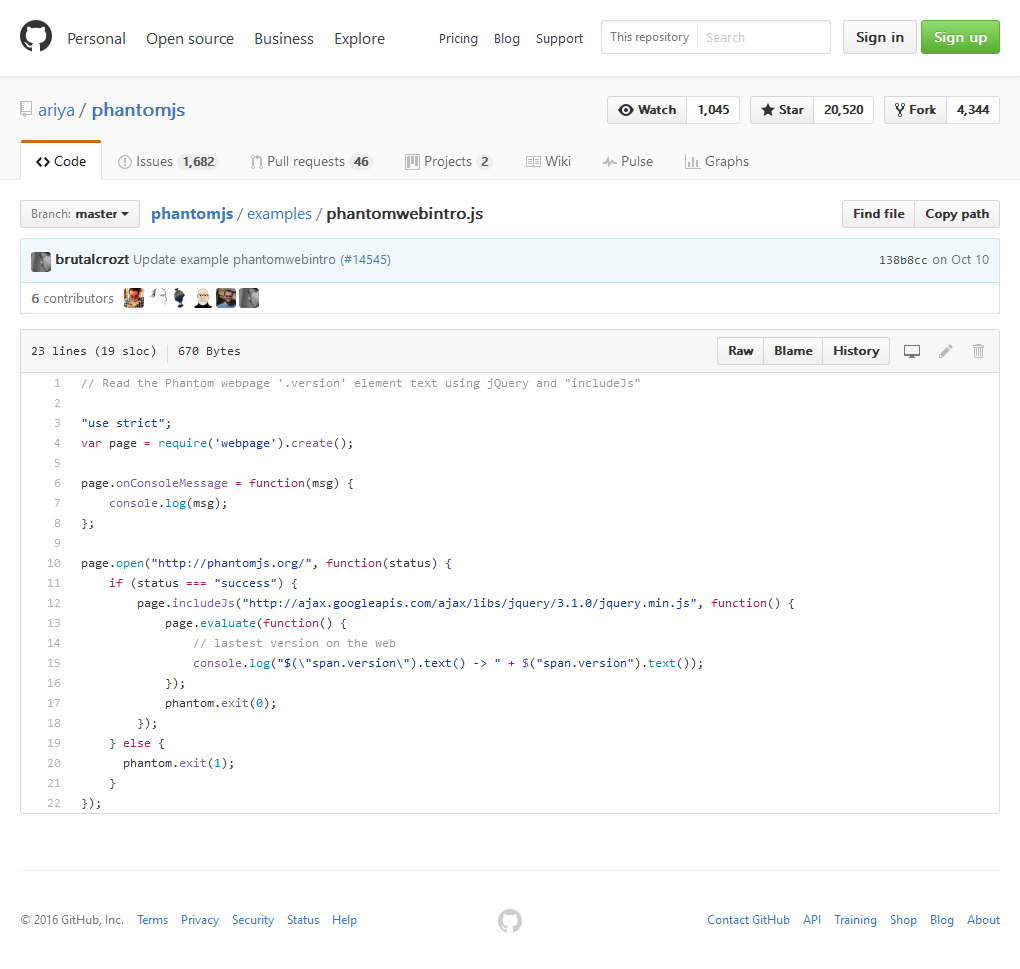 Personal Open source Business Explore Pricing Blog Support This repository Search Sign in Sign up
ariya / phantomjs Watch 1,045 Star 20,520 Fork 4,344
Code Issues 1,682 Pull requests 46 Projects 2 Wiki Pulse Graphs
Branch: master phantomjs / examples / phantomwebintro.js Find file Copy path
brutalcrozt Update example phantomwebintro (#14545) 138b8cc on Oct 10
6 contributors
23 lines (19 sloc) 670 Bytes Raw Blame History
1 // Read the Phantom webpage '.version' element text using jQuery and "includeJs"
2
3 "use strict";
4 var page = require('webpage').create();
5
6 page.onConsoleMessage = function(msg) {
7     console.log(msg);
8 };
9
10 page.open("http://phantomjs.org/", function(status) {
11     if (status === "success") {
12         page.includeJs("http://ajax.googleapis.com/ajax/libs/jquery/3.1.0/jquery.min.js", function() {
13             page.evaluate(function() {
14                 // lastest version on the web
15                 console.log("$(\"span.version\").text() -> " + $("span.version").text());
16             });
17             phantom.exit(0);
18         });
19     } else {
20       phantom.exit(1);
21     }
22 });
© 2016 GitHub, Inc. Terms Privacy Security Status Help Contact GitHub API Training Shop Blog About